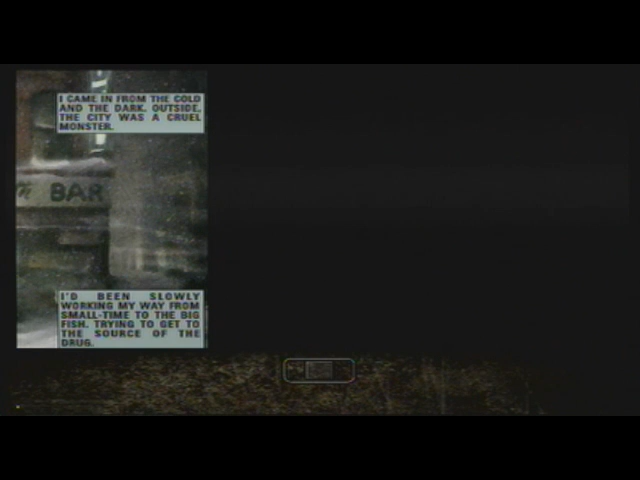 I CAME IN FROM THE COLD
AND THE DARK. OUTSIDE,
THE CITY WAS A CRUEL
MONSTER.
BAR
I'D BEEN SLOWLY
WORKING MY WAY FROM
SMALL-TIME TO THE BIG
FISH. TRYING TO GET TO
THE SOURCE OF THE
DRUG.